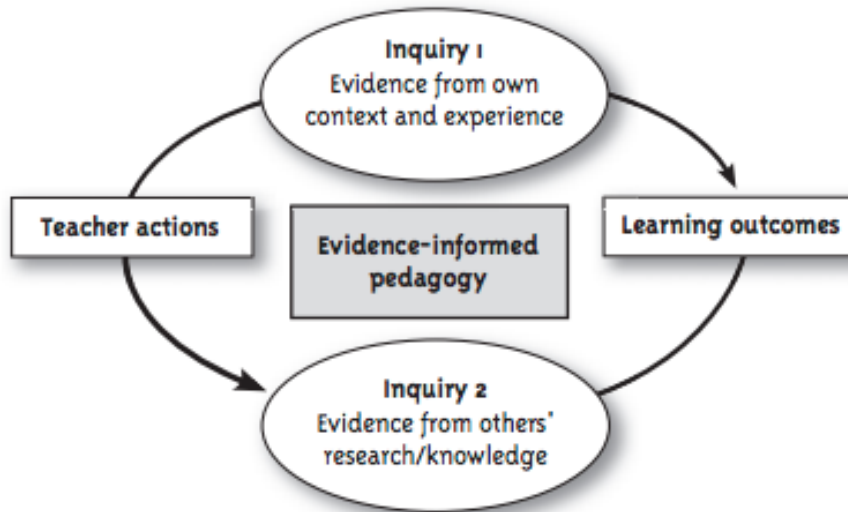 Inquiry 1
Evidence from own
context and experience
Teacher actions
Evidence-informed
pedagogy
Learning outcomes
Inquiry 2
Evidence from others'
research/knowledge